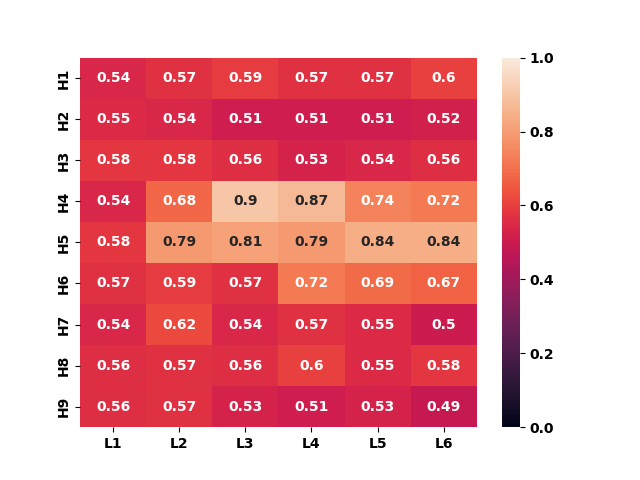 H1 0.54 0.57 0.59 0.57 0.57 0.6
H2 0.55 0.54 0.51 0.51 0.51 0.52
H3 0.58 0.58 0.56 0.53 0.54 0.56
H4 0.54 0.68 0.9 0.87 0.74 0.72
H5 0.58 0.79 0.81 0.79 0.84 0.84
H6 0.57 0.59 0.57 0.72 0.69 0.67
H7 0.54 0.62 0.54 0.57 0.55 0.5
H8 0.56 0.57 0.56 0.6 0.55 0.58
H9 0.56 0.57 0.53 0.51 0.53 0.49
L1 L2 L3 L4 L5 L6
1.0
0.8
0.6
0.4
0.2
0.0